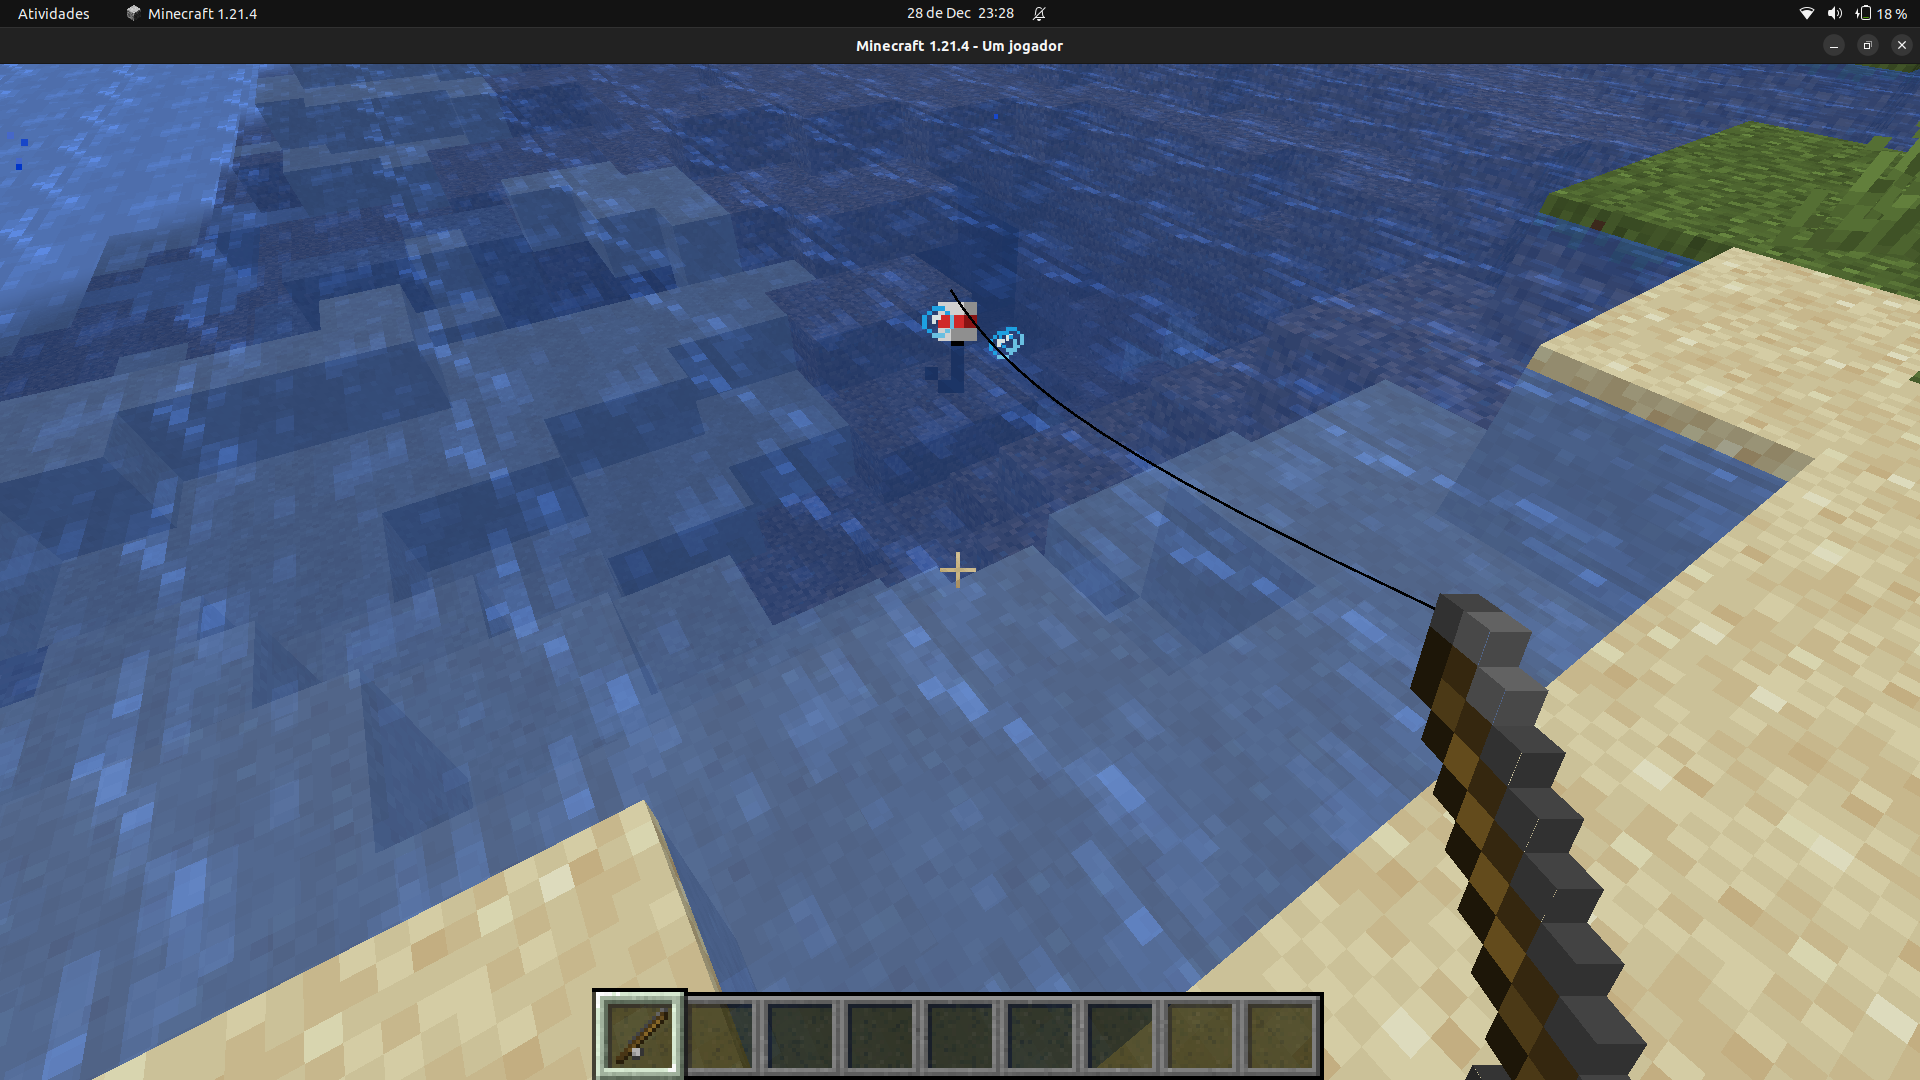 Atividades
Minecraft 1.21.4
28 de Dec 23:28
18 %
Minecraft 1.21.4 - Um jogador